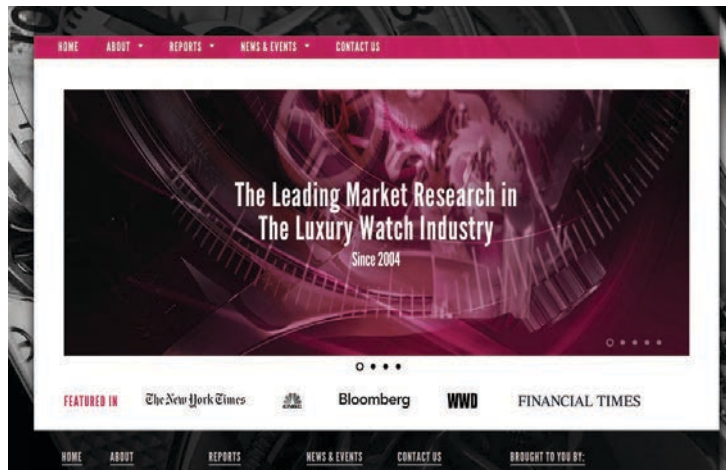 HOME ABOUT REPORTS NEWS & EVENTS CONTACT US
The Leading Market Research in
The Luxury Watch Industry
Since 2004
FEATURED IN The New York Times CNBC Bloomberg WWD FINANCIAL TIMES
HOME ABOUT REPORTS NEWS & EVENTS CONTACT US BROUGHT TO YOU BY: